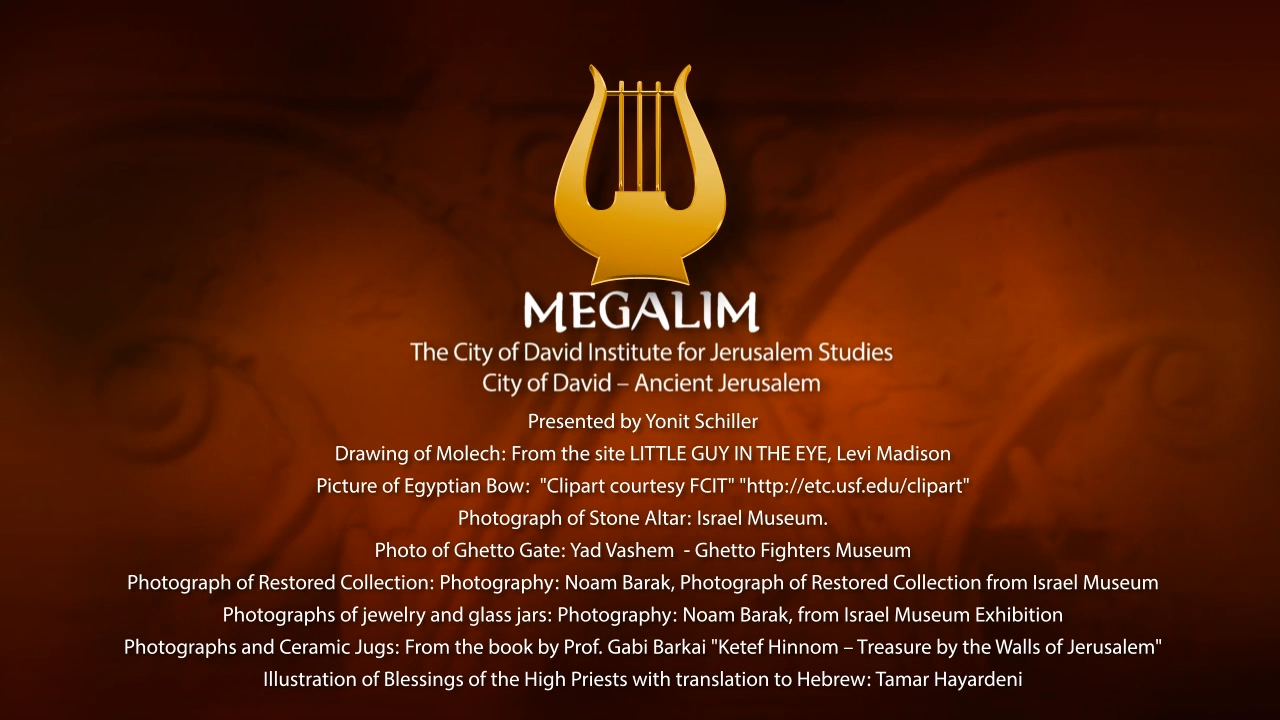 MEGALIM
The City of David Institute for Jerusalem Studies
City of David – Ancient Jerusalem
Presented by Yonit Schiller
Drawing of Molech: From the site LITTLE GUY IN THE EYE, Levi Madison
Picture of Egyptian Bow:  "Clipart courtesy FCIT" "http://etc.usf.edu/clipart"
Photograph of Stone Altar: Israel Museum.
Photo of Ghetto Gate: Yad Vashem  - Ghetto Fighters Museum
Photograph of Restored Collection: Photography: Noam Barak, Photograph of Restored Collection from Israel Museum
Photographs of jewelry and glass jars: Photography: Noam Barak, from Israel Museum Exhibition
Photographs and Ceramic Jugs: From the book by Prof. Gabi Barkai "Ketef Hinnom – Treasure by the Walls of Jerusalem"
Illustration of Blessings of the High Priests with translation to Hebrew: Tamar Hayardeni